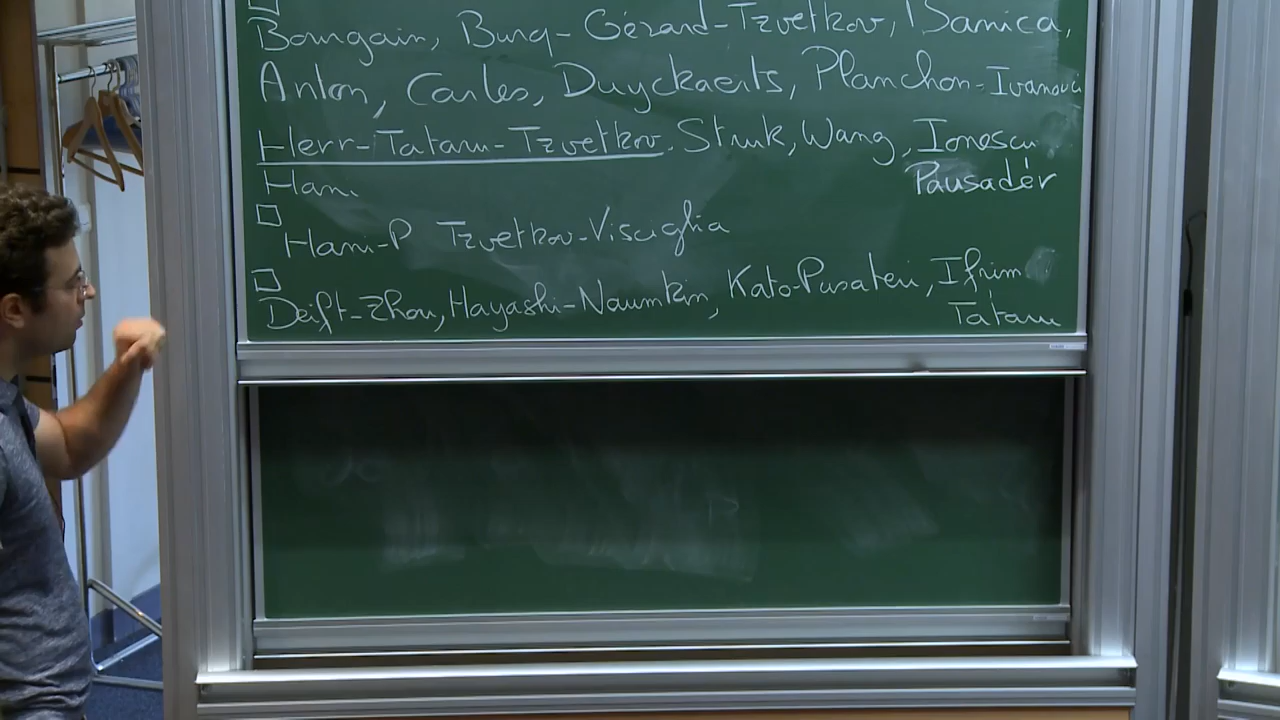 Bourgain, Burq-Gérard-Tzvetkov, Banica,
Anton, Carles, Duyckaerts, Planchon-Ivanovici
Herr-Tataru-Tzvetkov. Strunk, Wang, Ionescu
Pausader
Hani
Hani-P Tzvetkov-Visciglia
Deift-Zhou, Hayashi-Naumkin, Kato-Pusateri, Ifrim
Tataru